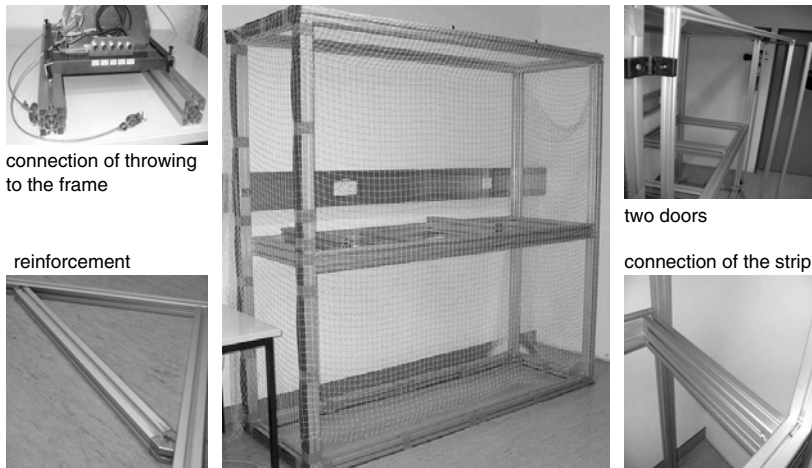 connection of throwing
to the frame
two doors
reinforcement
connection of the strip